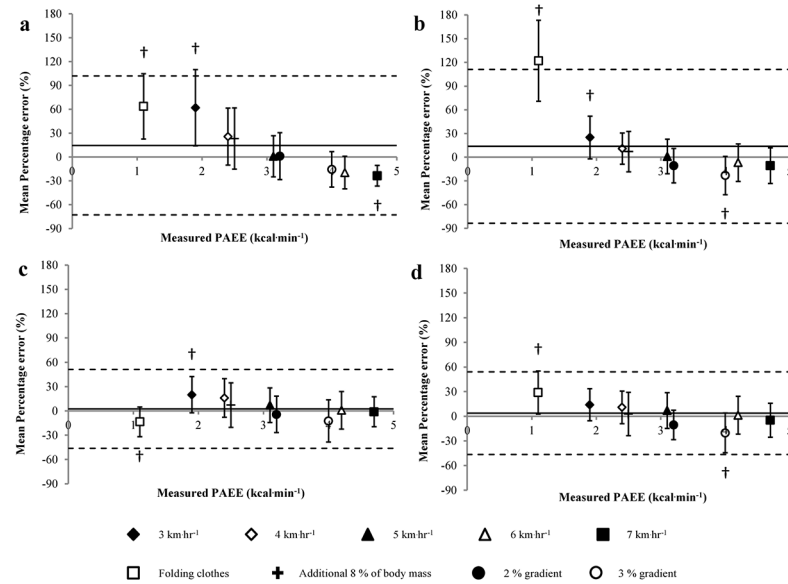 a
180
150
120
90
60
30
0
-30
-60
-90
0 1 2 3 4 5
† † †
Mean Percentage error (%)
Measured PAEE (kcal·min⁻¹)
b
180
150
120
90
60
30
0
-30
-60
-90
0 1 2 3 4 5
† † †
Mean Percentage error (%)
Measured PAEE (kcal·min⁻¹)
c
180
150
120
90
60
30
0
-30
-60
-90
0 1 2 3 4 5
† †
Mean Percentage error (%)
Measured PAEE (kcal·min⁻¹)
d
180
150
120
90
60
30
0
-30
-60
-90
0 1 2 3 4 5
† †
Mean Percentage error (%)
Measured PAEE (kcal·min⁻¹)
3 km·hr⁻¹ 4 km·hr⁻¹ 5 km·hr⁻¹ 6 km·hr⁻¹ 7 km·hr⁻¹
Folding clothes Additional 8 % of body mass 2 % gradient 3 % gradient